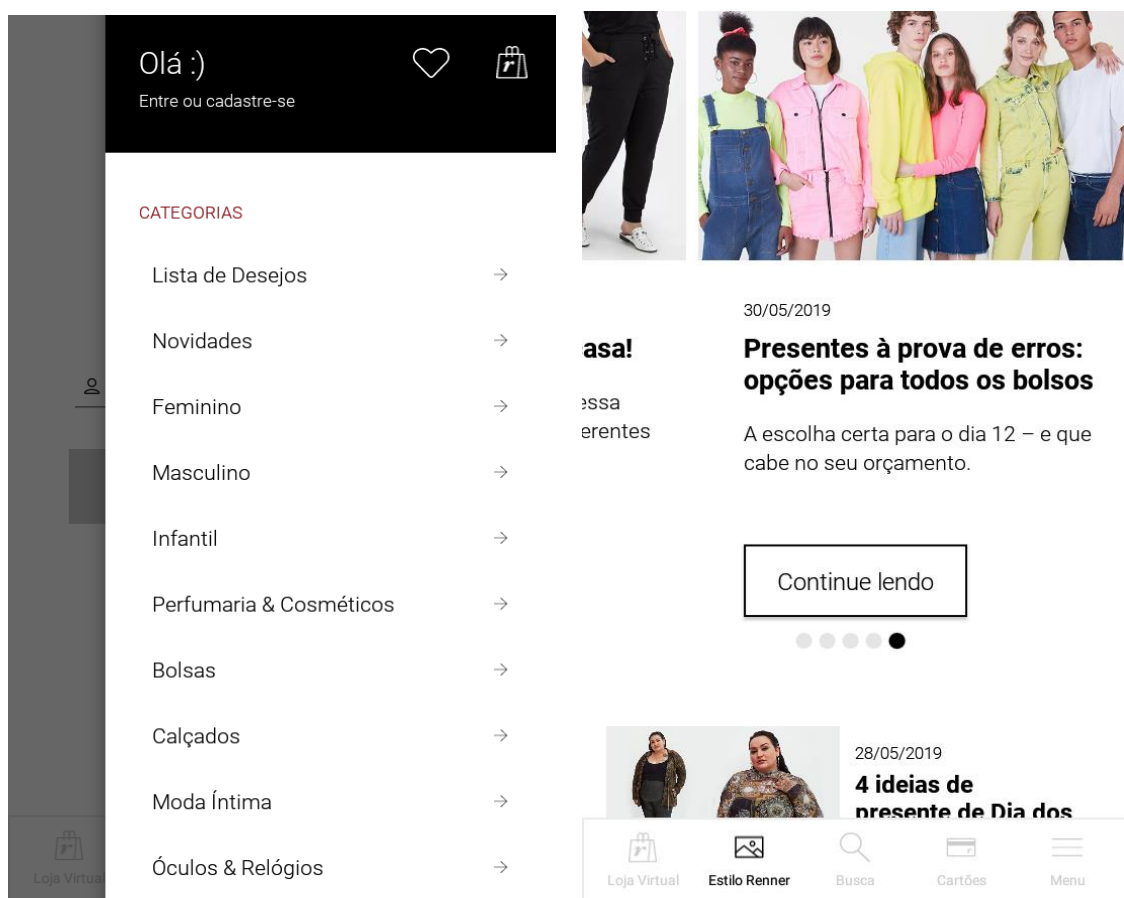 Olá :)
Entre ou cadastre-se
CATEGORIAS
Lista de Desejos
Novidades
Feminino
Masculino
Infantil
Perfumaria & Cosméticos
Bolsas
Calçados
Moda Íntima
Óculos & Relógios
Loja Virtual
asa!
essa
erentes
30/05/2019
Presentes à prova de erros:
opções para todos os bolsos
A escolha certa para o dia 12 – e que
cabe no seu orçamento.
Continue lendo
28/05/2019
4 ideias de
presente de Dia dos
Loja Virtual
Estilo Renner
Busca
Cartões
Menu